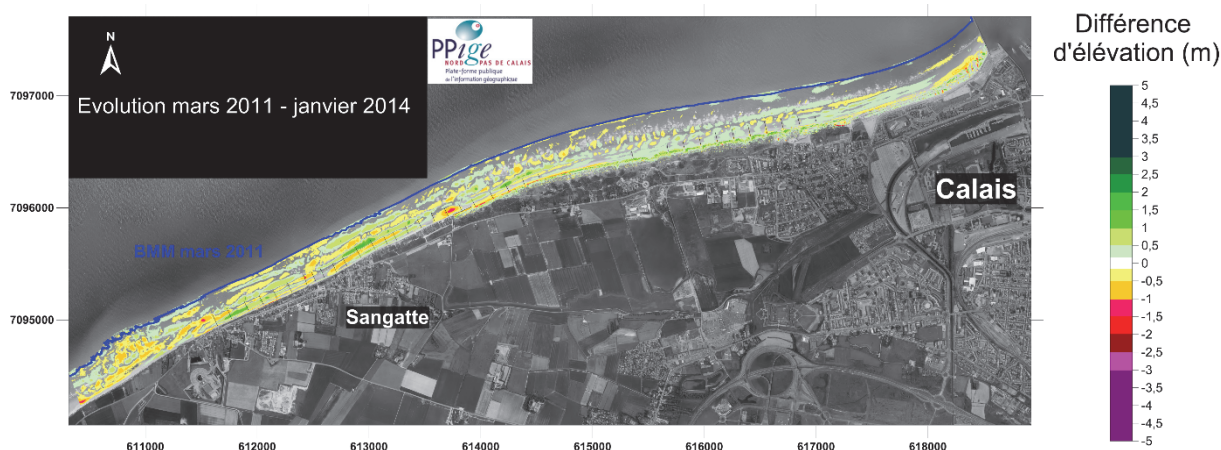 Différence
d'élévation (m)
PPige
NORD PAS DE CALAIS
Plate-forme publique
de l'information géographique
N
Evolution mars 2011 - janvier 2014
7097000
7096000
7095000
BMM mars 2011
Sangatte
Calais
611000
612000
613000
614000
615000
616000
617000
618000
5
4,5
4
3,5
3
2,5
2
1,5
1
0,5
0
-0,5
-1
-1,5
-2
-2,5
-3
-3,5
-4
-4,5
-5